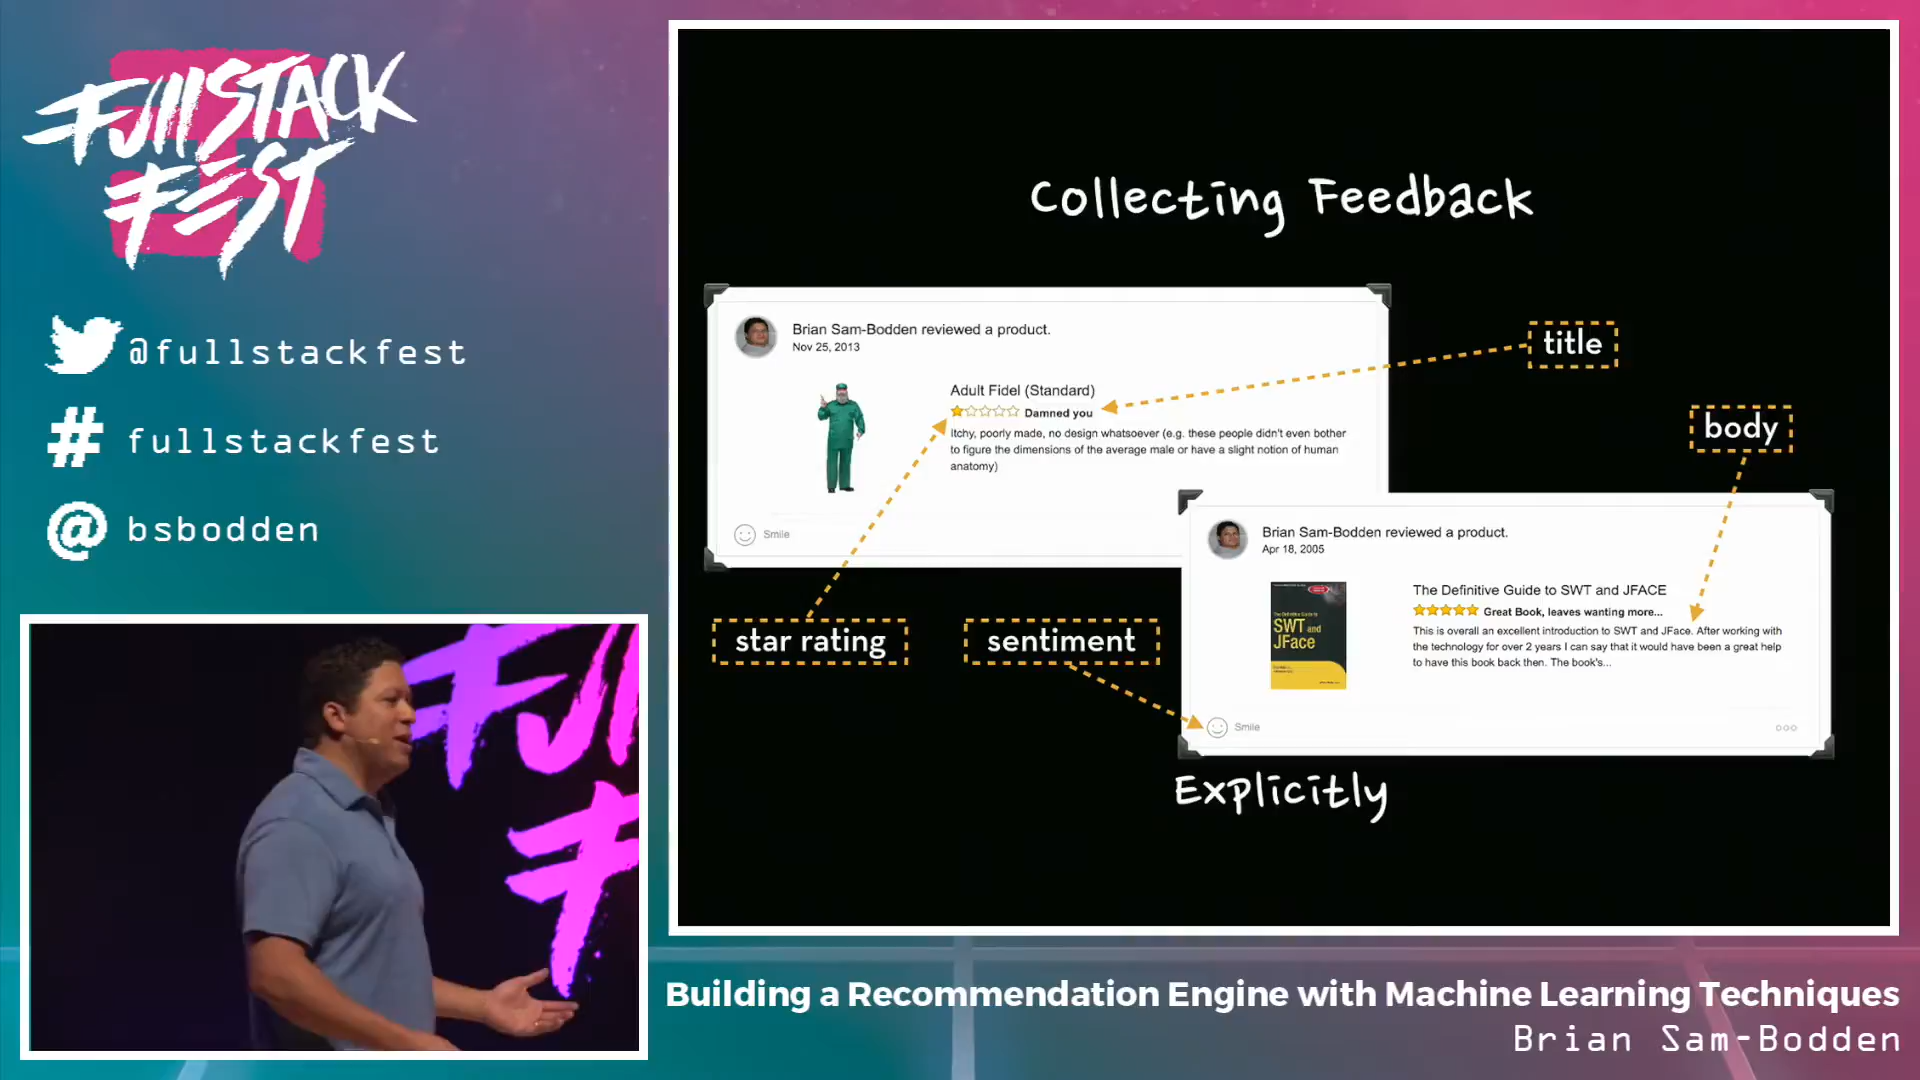 FullStack
Fest
@fullstackfest
# fullstackfest
@ bsbodden
Collecting Feedback
Brian Sam-Bodden reviewed a product.
Nov 25, 2013
Adult Fidel (Standard)
Damned you
Itchy, poorly made, no design whatsoever (e.g. these people didn't even bother
to figure the dimensions of the average male or have a slight notion of human
anatomy)
Smile
title
body
star rating
sentiment
Brian Sam-Bodden reviewed a product.
Apr 18, 2005
The Definitive Guide to SWT and JFACE
Great Book, leaves wanting more...
This is overall an excellent introduction to SWT and JFace. After working with
the technology for over 2 years I can say that it would have been a great help
to have this book back then. The book's...
SWT and
JFace
Smile
Explicitly
Building a Recommendation Engine with Machine Learning Techniques
Brian Sam-Bodden